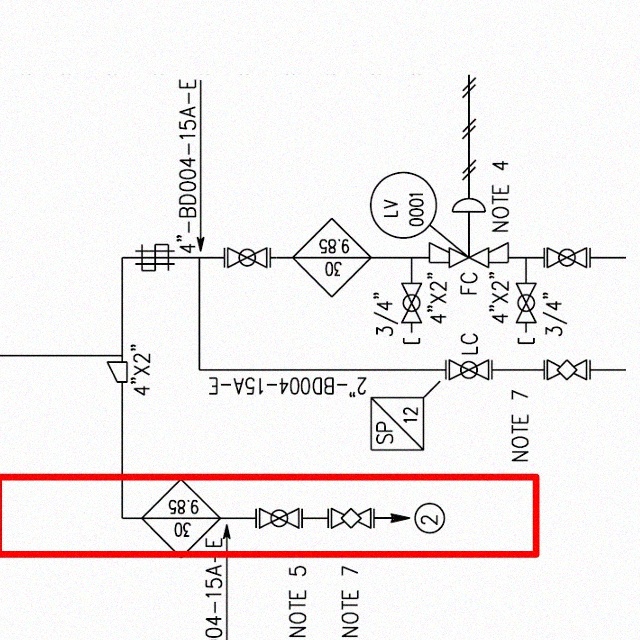 4"-BD004-15A-E
NOTE 4
LV
0001
9.85
30
FC
4"X2"
4"X2"
3/4"
3/4"
LC
4"X2"
2"-BD004-15A-E
SP
12
NOTE 7
9.85
30
2
04-15A-E
NOTE 5
NOTE 7